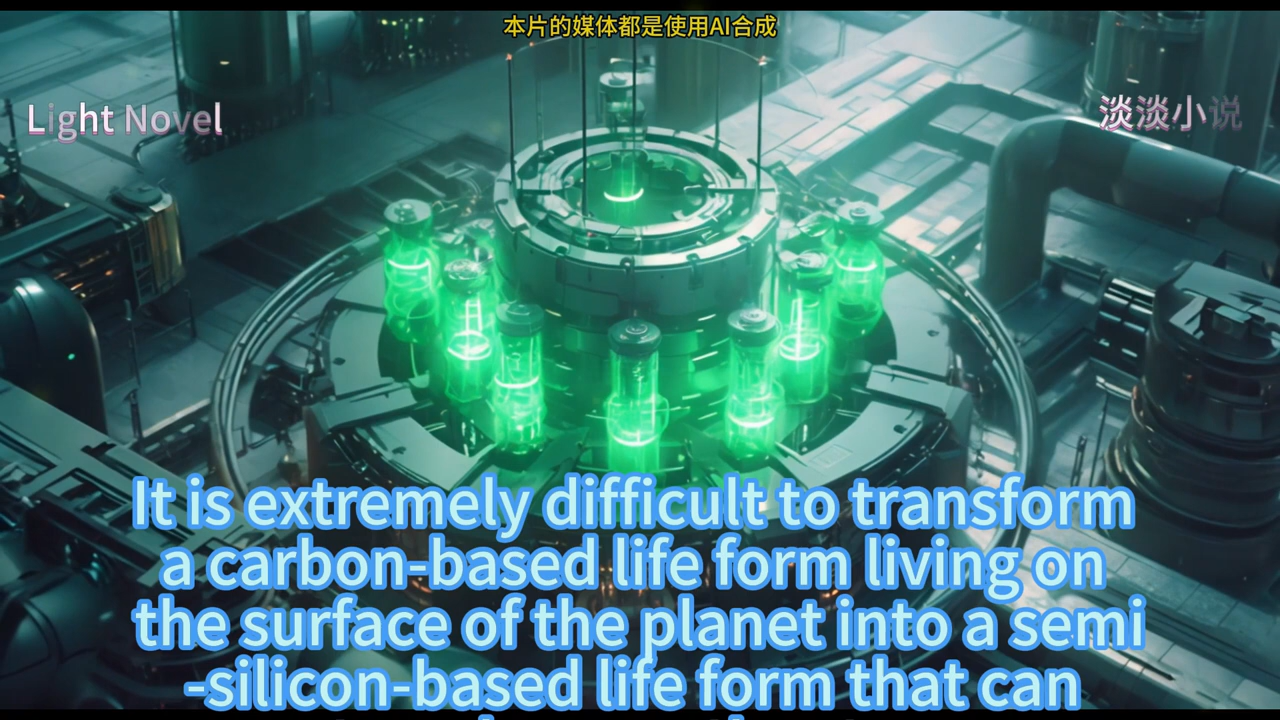 本片的媒体都是使用AI合成
Light Novel
淡淡小说
It is extremely difficult to transform
a carbon-based life form living on
the surface of the planet into a semi
-silicon-based life form that can